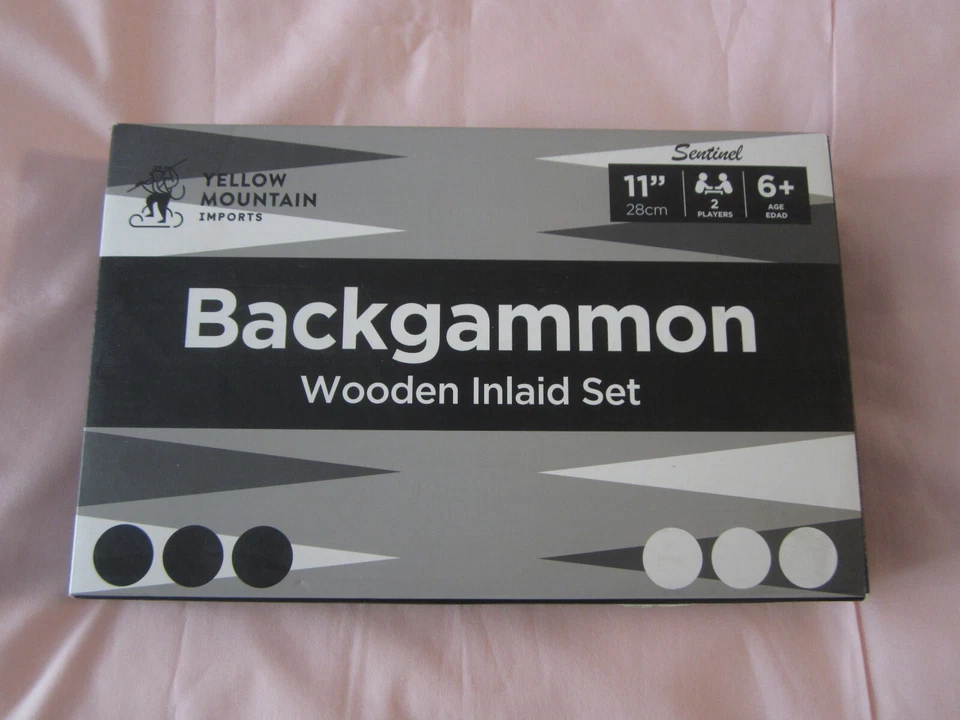 YELLOW
MOUNTAIN
IMPORTS
Sentinel
11”
28cm
2
PLAYERS
6+
AGE
EDAD
Backgammon
Wooden Inlaid Set